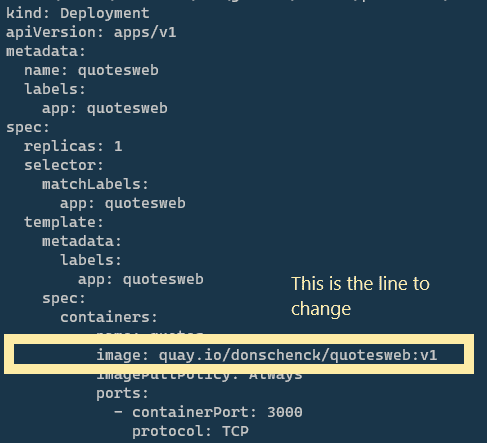 kind: Deployment
apiVersion: apps/v1
metadata:
  name: quotesweb
  labels:
    app: quotesweb
spec:
  replicas: 1
  selector:
    matchLabels:
      app: quotesweb
  template:
    metadata:
      labels:
        app: quotesweb
    spec:
      containers:
        - name: quotes
          image: quay.io/donschenck/quotesweb:v1
          imagePullPolicy: Always
          ports:
            - containerPort: 3000
              protocol: TCP
This is the line to
change